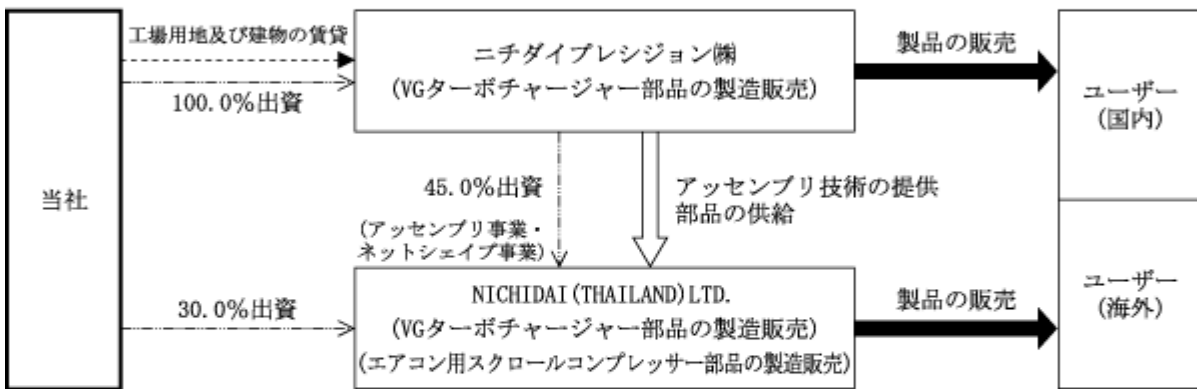 当社
工場用地及び建物の賃貸
100.0%出資
ニチダイプレシジョン㈱
(VGターボチャージャー部品の製造販売)
製品の販売
ユーザー
(国内)
45.0%出資
(アッセンブリ事業・
ネットシェイプ事業)
アッセンブリ技術の提供
部品の供給
30.0%出資
NICHIDAI(THAILAND)LTD.
(VGターボチャージャー部品の製造販売)
(エアコン用スクロールコンプレッサー部品の製造販売)
製品の販売
ユーザー
(海外)